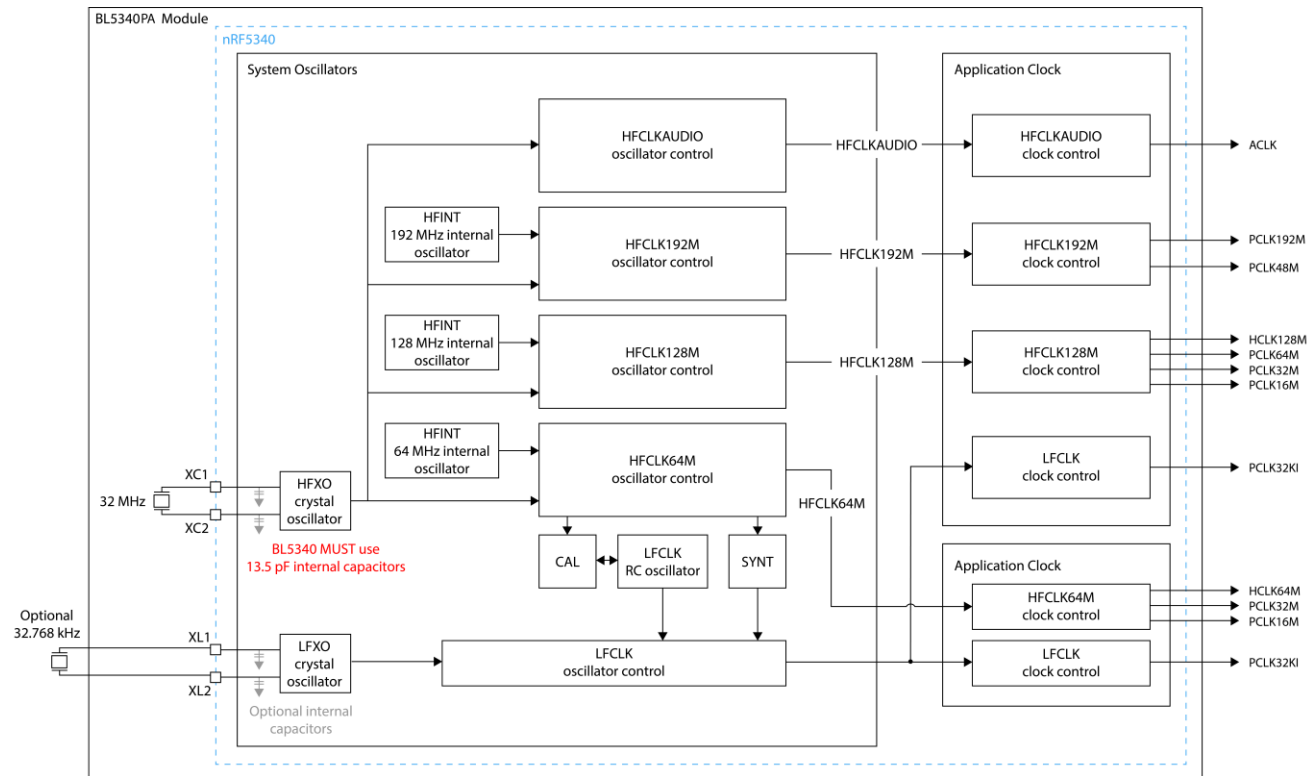 BL5340PA Module
nRF5340
System Oscillators
Application Clock
HFCLKAUDIO
oscillator control
HFCLKAUDIO
HFCLKAUDIO
clock control
ACLK
HFINT
192 MHz internal
oscillator
HFCLK192M
oscillator control
HFCLK192M
HFCLK192M
clock control
PCLK192M
PCLK48M
HFINT
128 MHz internal
oscillator
HFCLK128M
oscillator control
HFCLK128M
HFCLK128M
clock control
HCLK128M
PCLK64M
PCLK32M
PCLK16M
HFINT
64 MHz internal
oscillator
HFCLK64M
oscillator control
HFCLK64M
LFCLK
clock control
PCLK32KI
XC1
32 MHz
XC2
HFXO
crystal
oscillator
BL5340 MUST use
13.5 pF internal capacitors
CAL
LFCLK
RC oscillator
SYNT
Application Clock
HFCLK64M
clock control
HCLK64M
PCLK32M
PCLK16M
Optional
32.768 kHz
XL1
XL2
LFXO
crystal
oscillator
Optional internal
capacitors
LFCLK
oscillator control
LFCLK
clock control
PCLK32KI